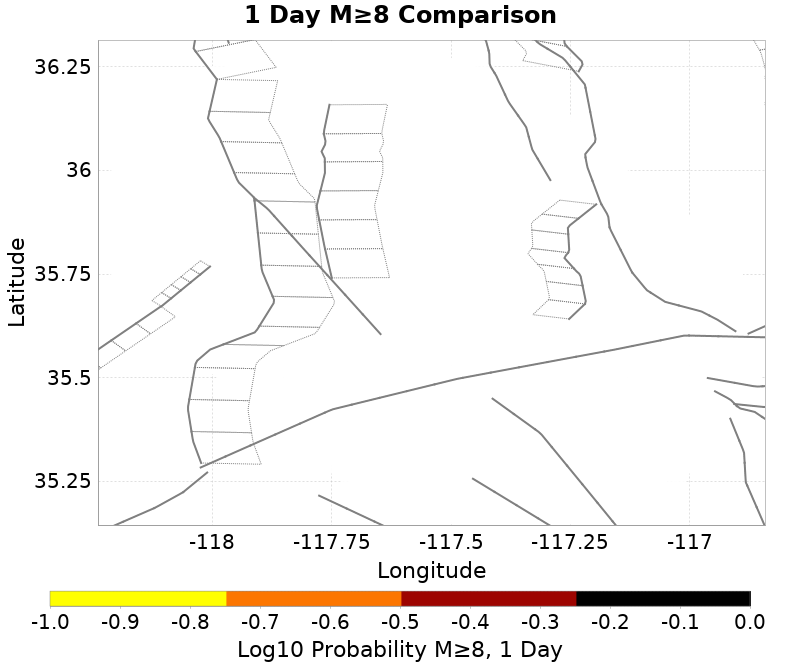 1 Day M≥8 Comparison
36.25
36
35.75
35.5
35.25
Latitude
-118 -117.75 -117.5 -117.25 -117
Longitude
-1.0 -0.9 -0.8 -0.7 -0.6 -0.5 -0.4 -0.3 -0.2 -0.1 0.0
Log10 Probability M≥8, 1 Day